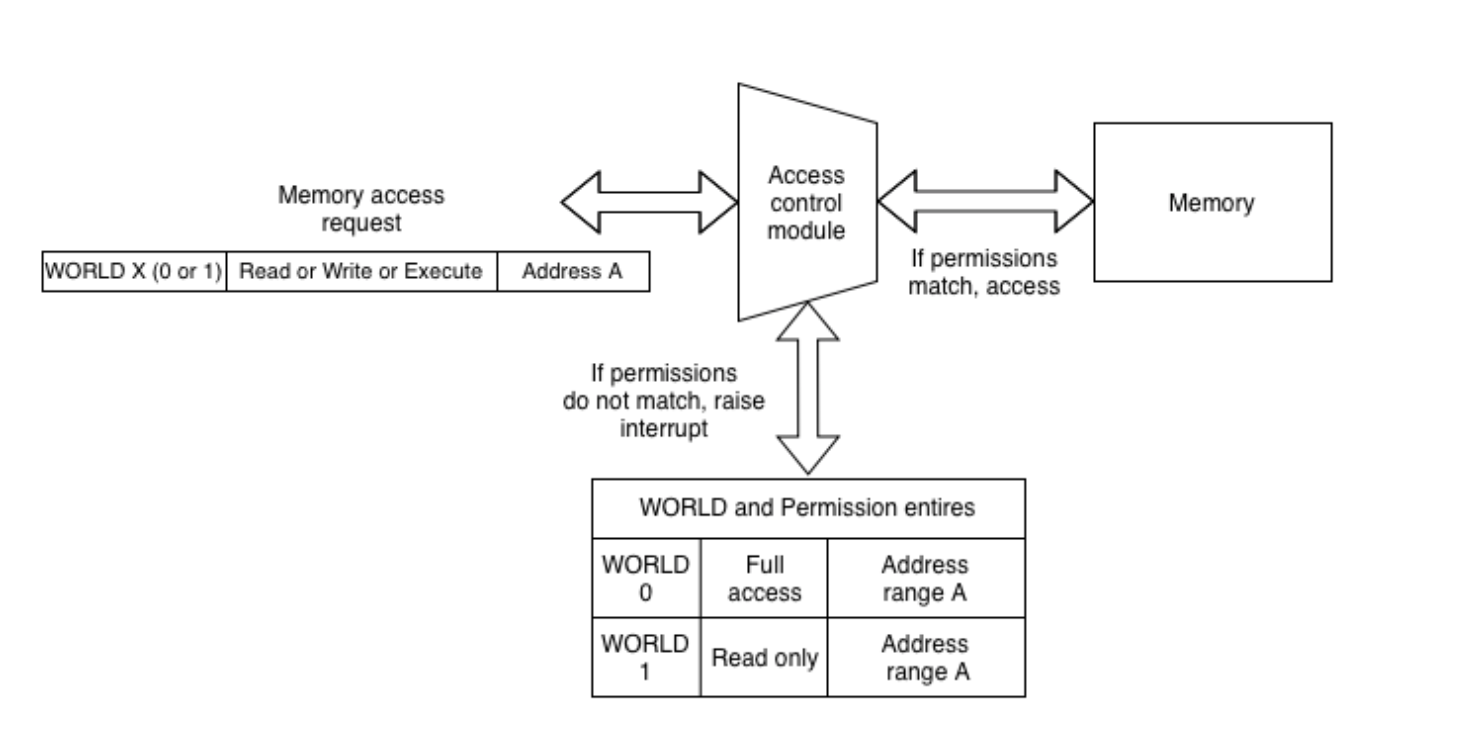 Memory access
request
WORLD X (0 or 1)
Read or Write or Execute
Address A
Access
control
module
If permissions
match, access
Memory
If permissions
do not match, raise
interrupt
WORLD and Permission entires
WORLD
0
Full
access
Address
range A
WORLD
1
Read only
Address
range A